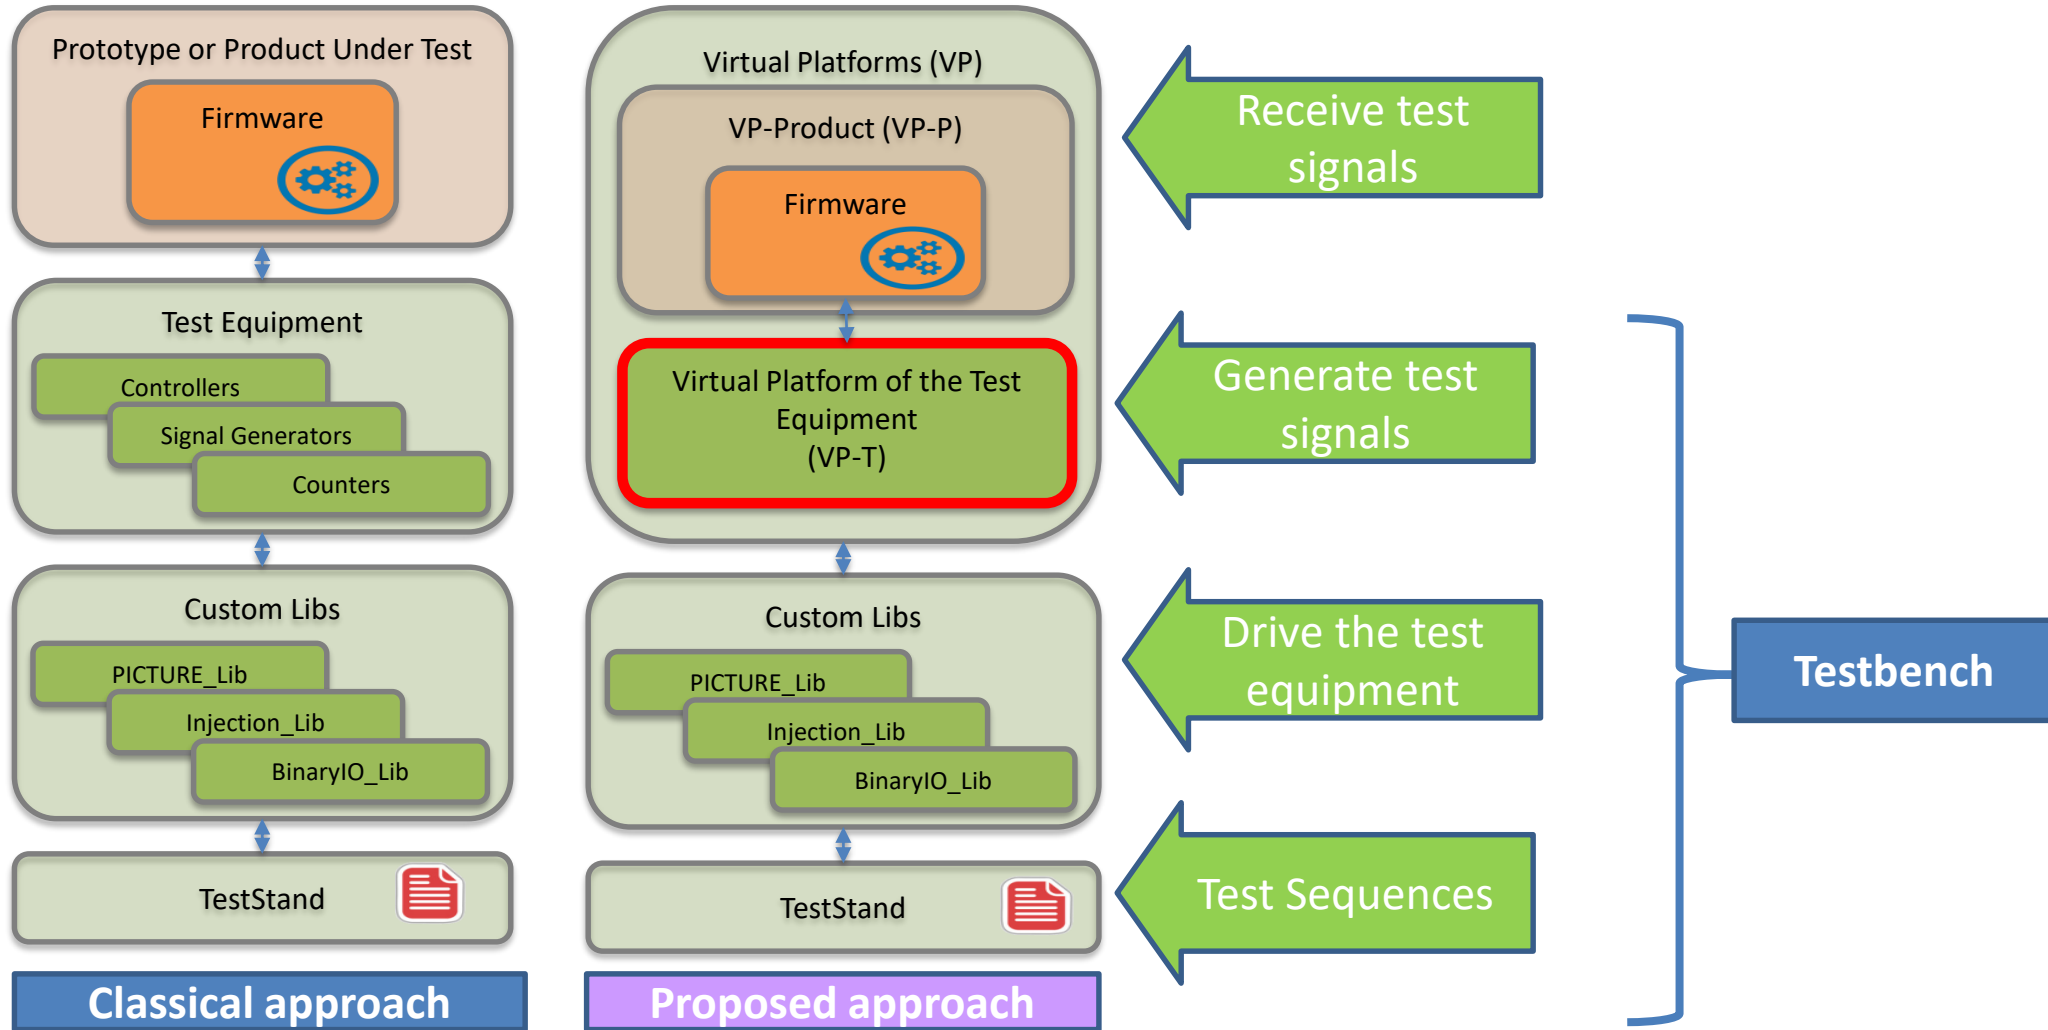 Prototype or Product Under Test
Firmware
Test Equipment
Controllers
Signal Generators
Counters
Custom Libs
PICTURE_Lib
Injection_Lib
BinaryIO_Lib
TestStand
Classical approach
Virtual Platforms (VP)
VP-Product (VP-P)
Firmware
Virtual Platform of the Test
Equipment
(VP-T)
Custom Libs
PICTURE_Lib
Injection_Lib
BinaryIO_Lib
TestStand
Proposed approach
Receive test
signals
Generate test
signals
Drive the test
equipment
Test Sequences
Testbench